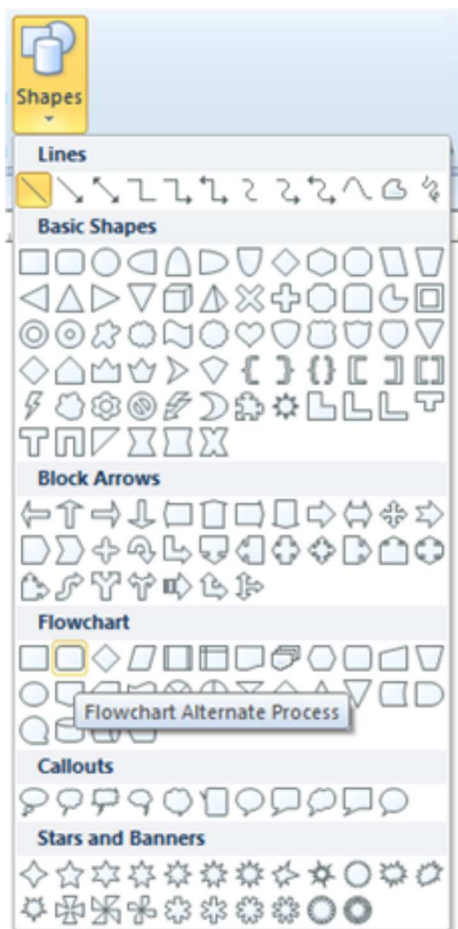 Shapes
Lines
Basic Shapes
Block Arrows
Flowchart
Flowchart Alternate Process
Callouts
Stars and Banners